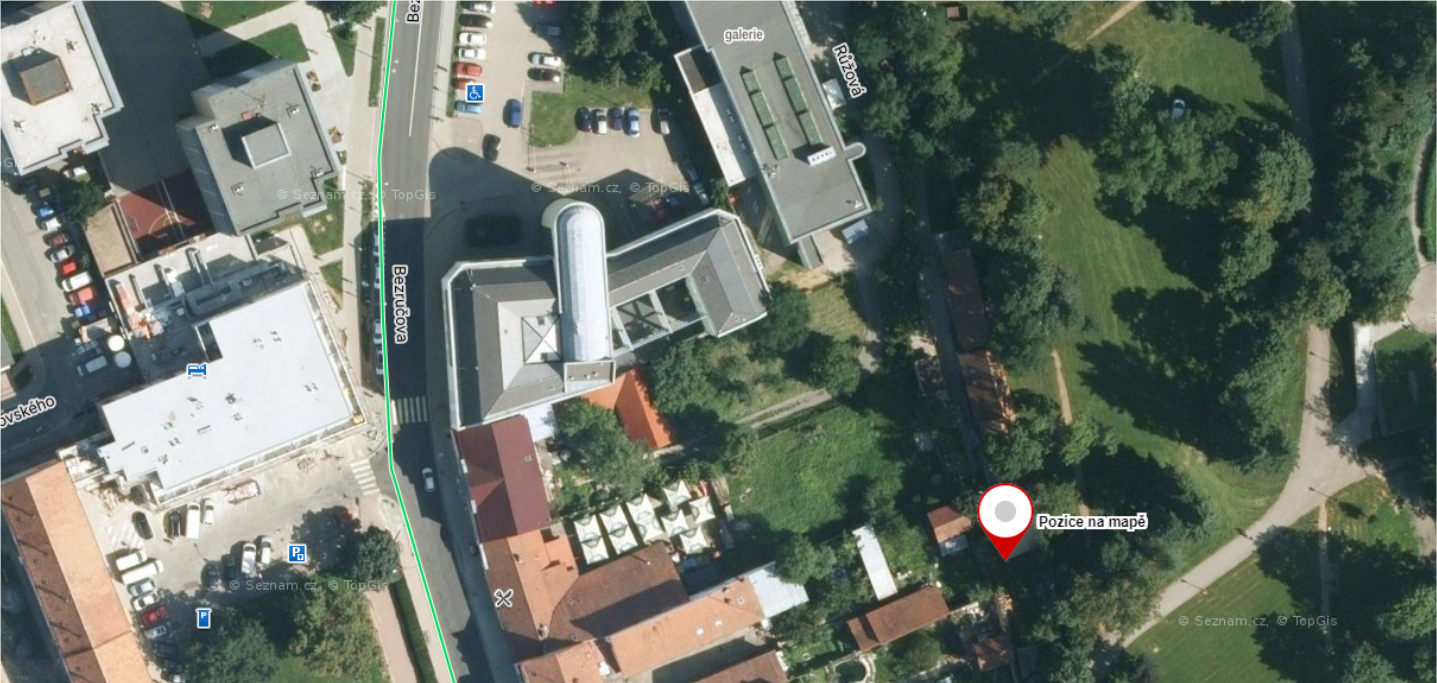 Bez
galerie
Růžová
© Seznam.cz, © TopGis
© Seznam.cz, © TopGis
Bezručova
ovského
Pozice na mapě
P
P
© Seznam.cz, © TopGis
© Seznam.cz, © TopGis